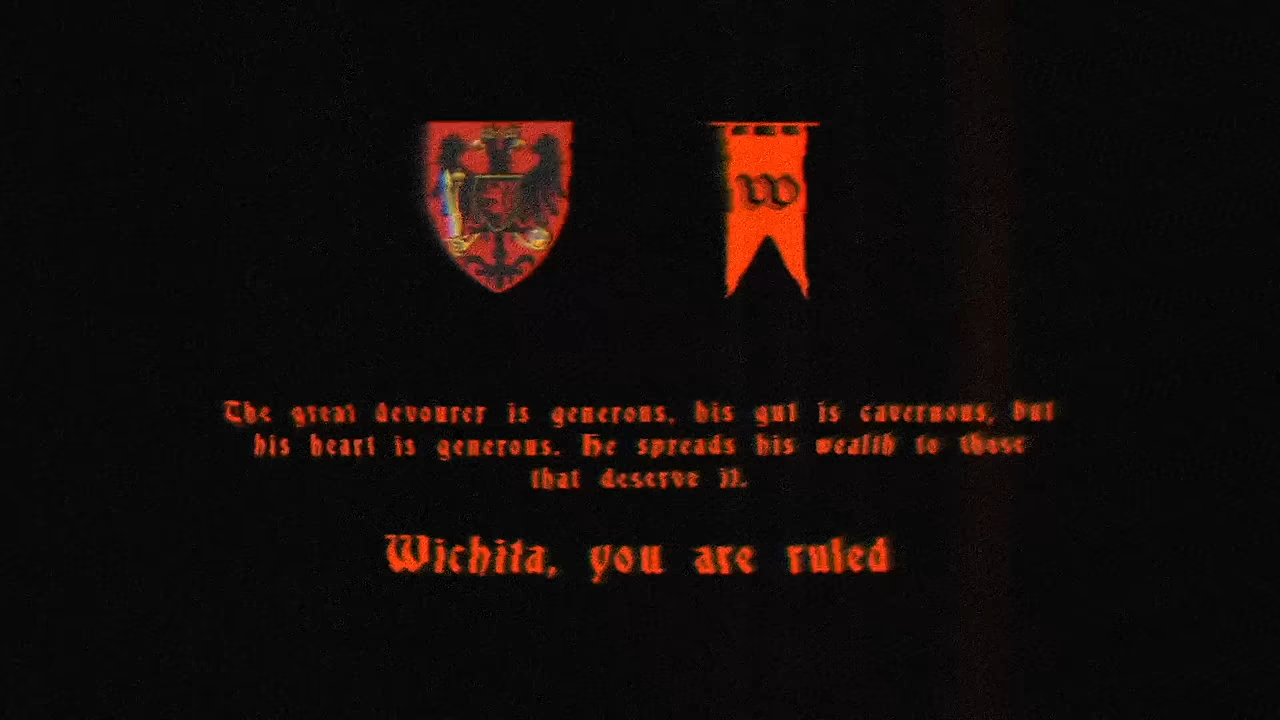 W
The great devourer is generous, his gut is cavernous, but
his heart is generous. He spreads his wealth to those
that deserve it.
Wichita, you are ruled